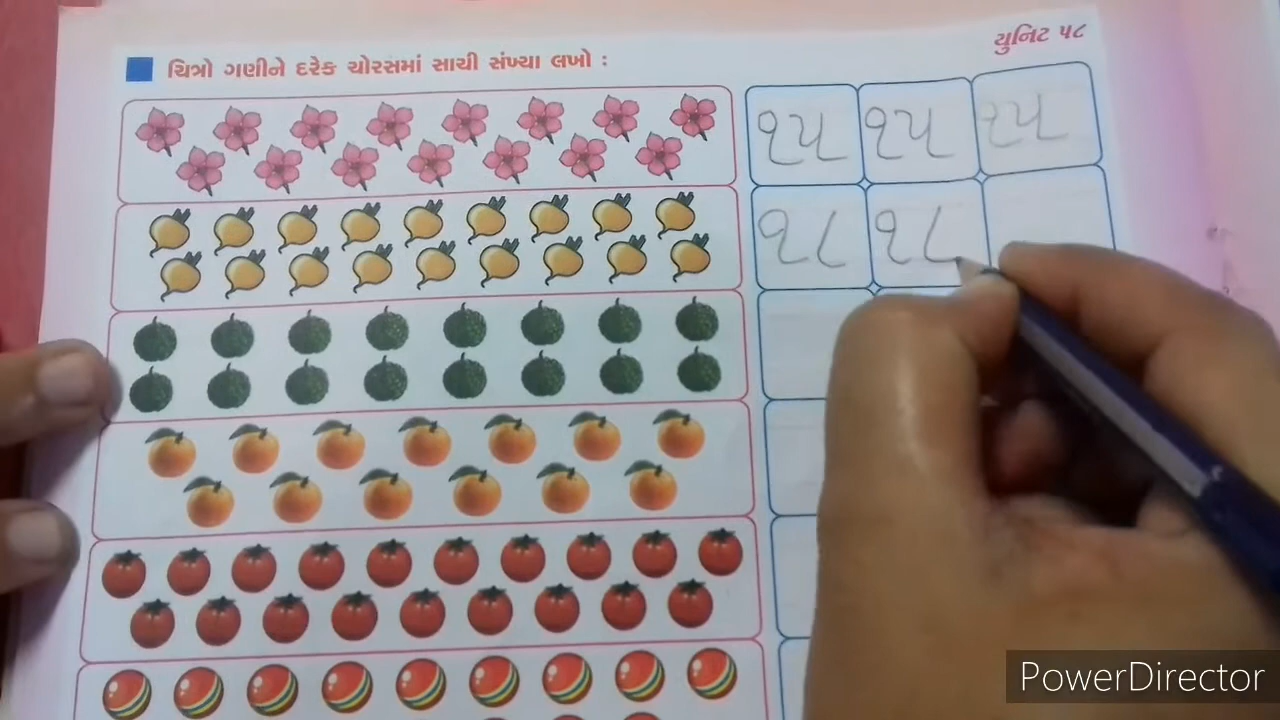 યુનિટ ૫૮
ચિત્રો ગણીને દરેક ચોરસમાં સાચી સંખ્યા લખો :
૧૫ ૧૫ ૧૫
૧૮ ૧૮
PowerDirector